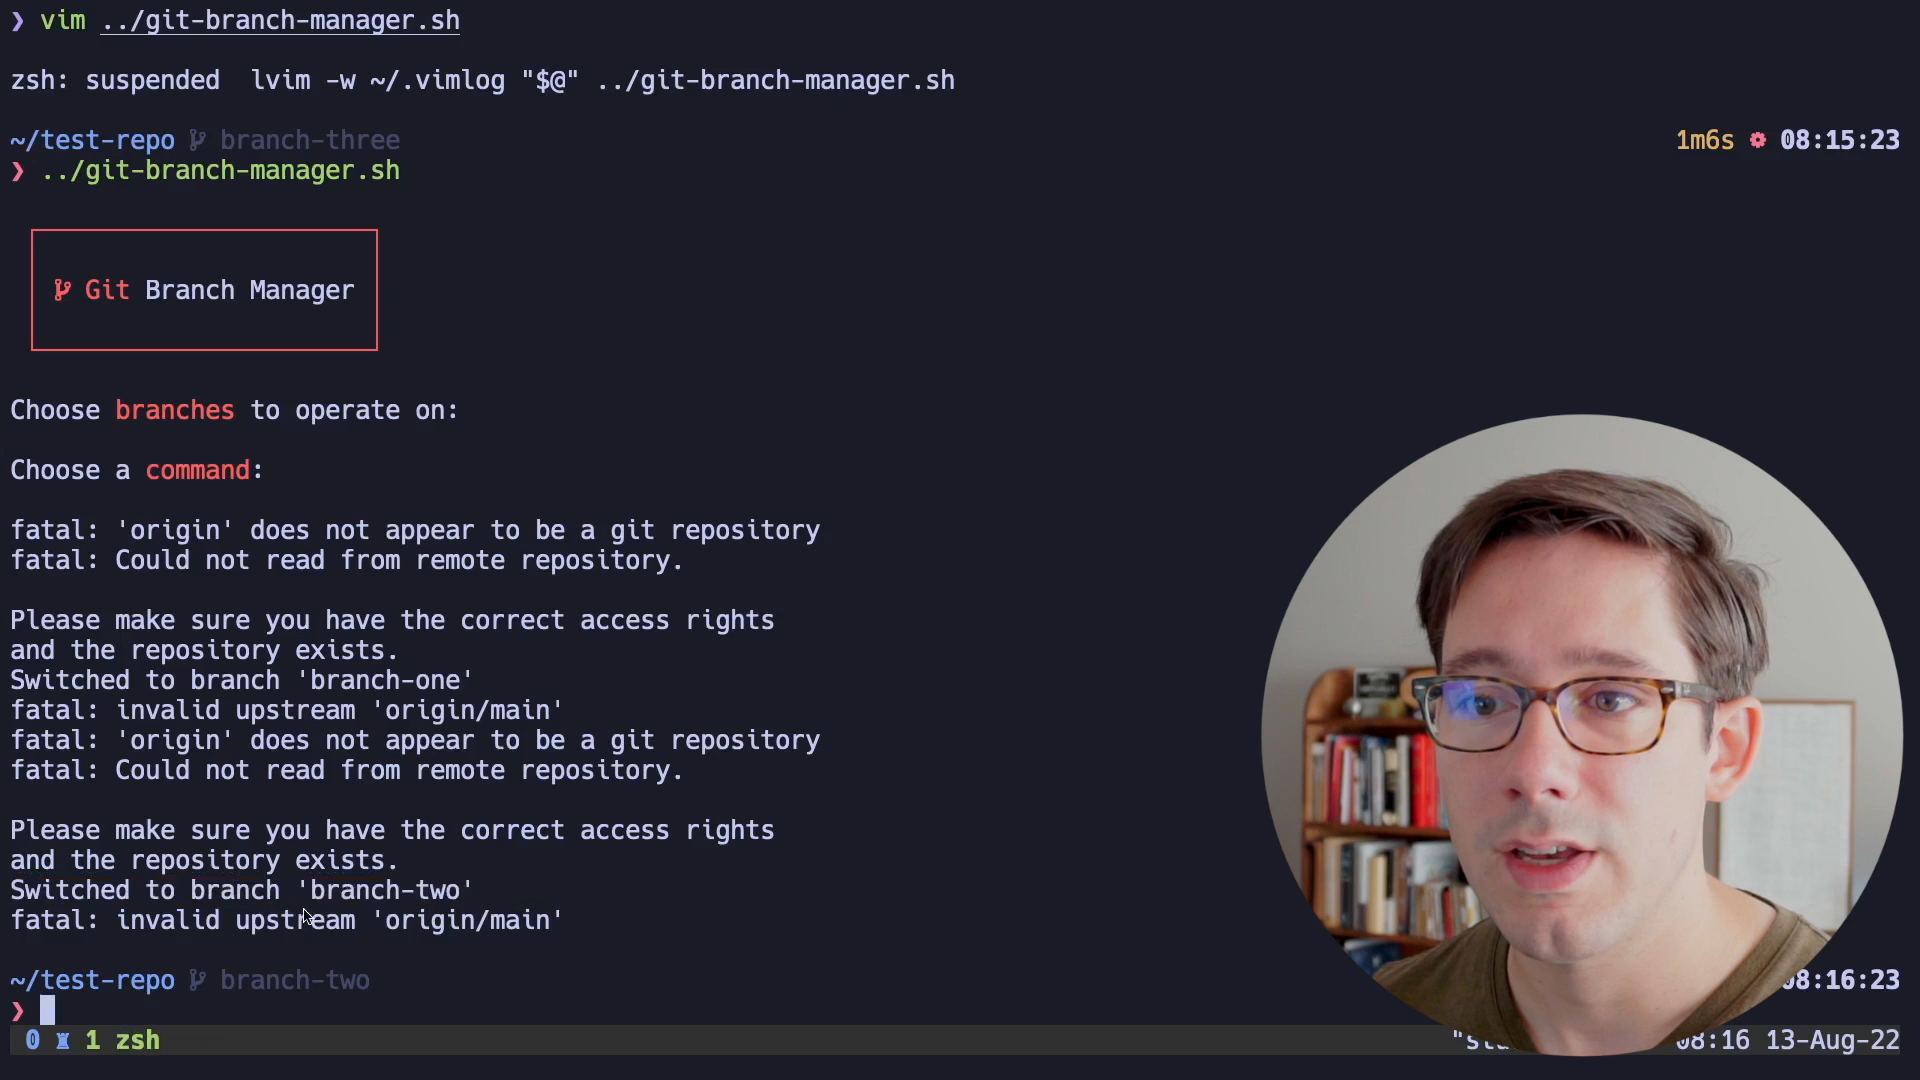 ❯ vim ../git-branch-manager.sh
zsh: suspended  lvim -w ~/.vimlog "$@" ../git-branch-manager.sh
~/test-repo branch-three 1m6s 08:15:23
❯ ../git-branch-manager.sh
Git Branch Manager
Choose branches to operate on:
Choose a command:
fatal: 'origin' does not appear to be a git repository
fatal: Could not read from remote repository.
Please make sure you have the correct access rights
and the repository exists.
Switched to branch 'branch-one'
fatal: invalid upstream 'origin/main'
fatal: 'origin' does not appear to be a git repository
fatal: Could not read from remote repository.
Please make sure you have the correct access rights
and the repository exists.
Switched to branch 'branch-two'
fatal: invalid upstream 'origin/main'
~/test-repo branch-two 08:16:23
❯
0 1 zsh 08:16 13-Aug-22